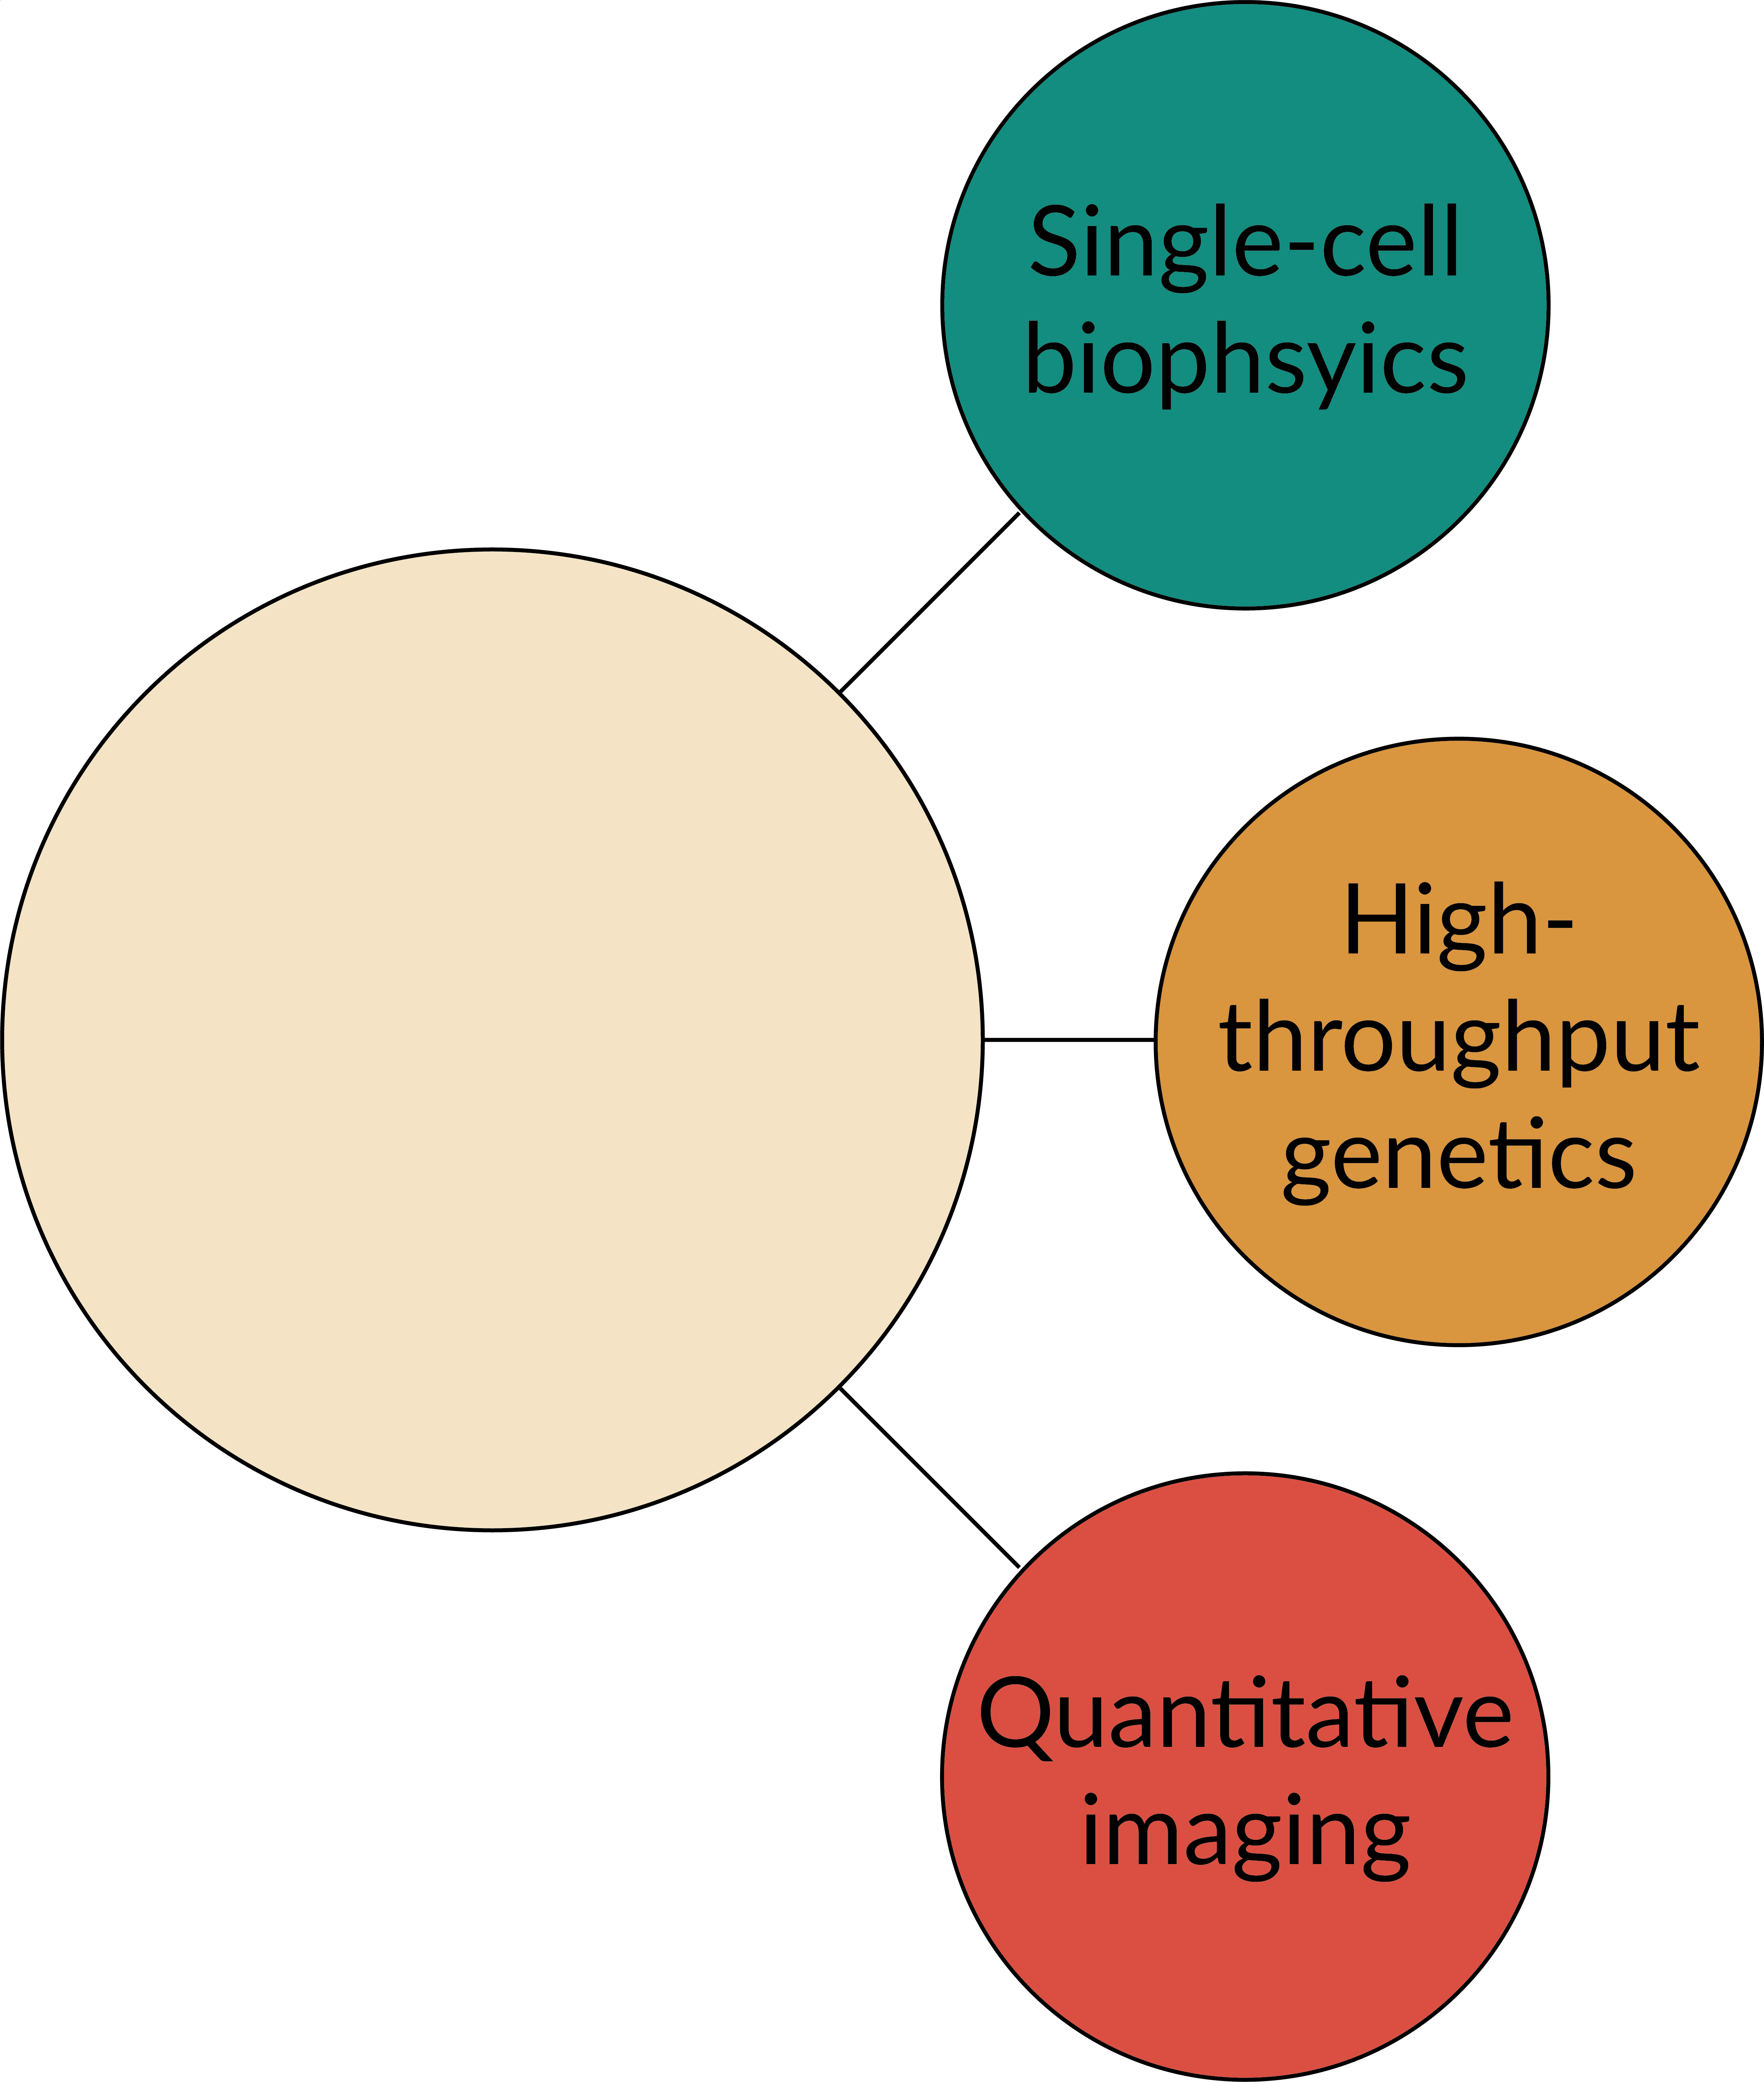 Single-cell
biophsyics
High-
throughput
genetics
Quantitative
imaging